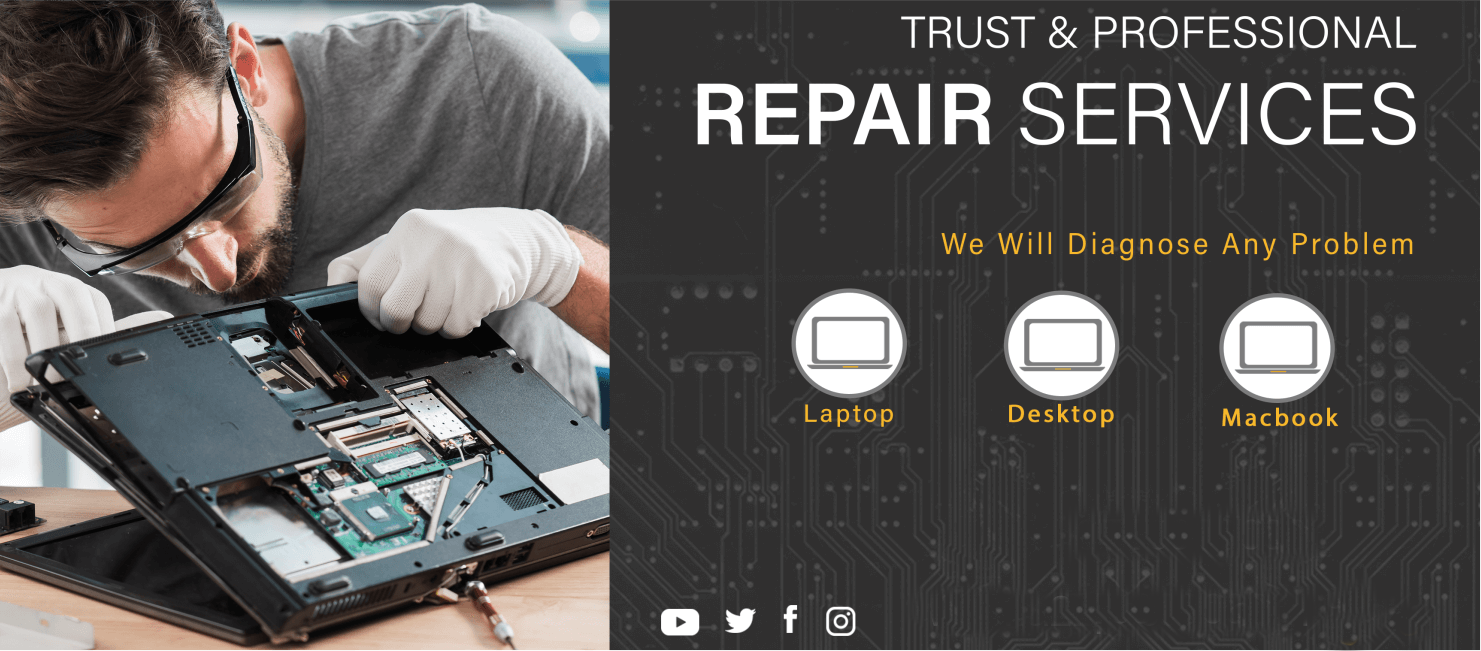 TRUST & PROFESSIONAL
REPAIR SERVICES
We Will Diagnose Any Problem
Laptop
Desktop
Macbook